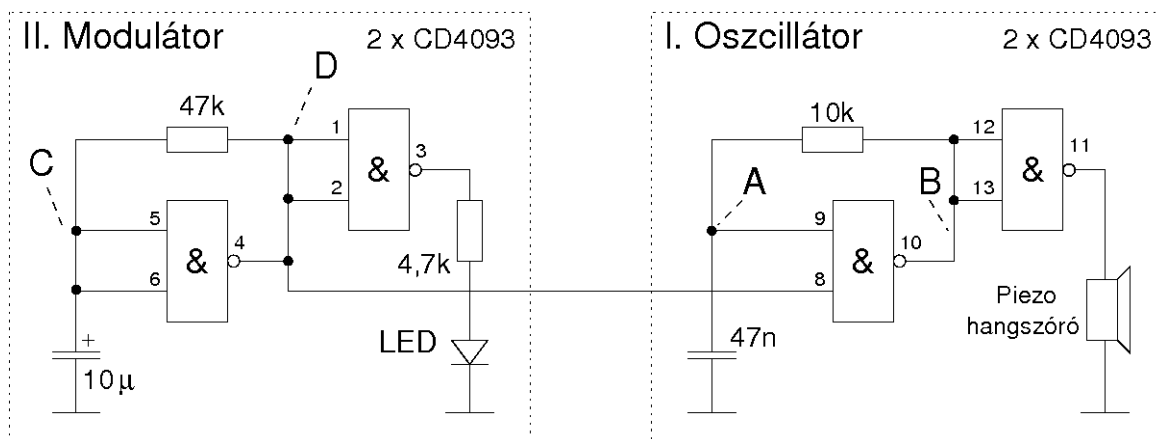 II. Modulátor
2 x CD4093
D
47k
1
2
&
3
C
5
6
&
4
4,7k
LED
+
10µ
I. Oszcillátor
2 x CD4093
10k
12
13
&
11
A
B
9
8
&
10
47n
Piezo
hangszóró